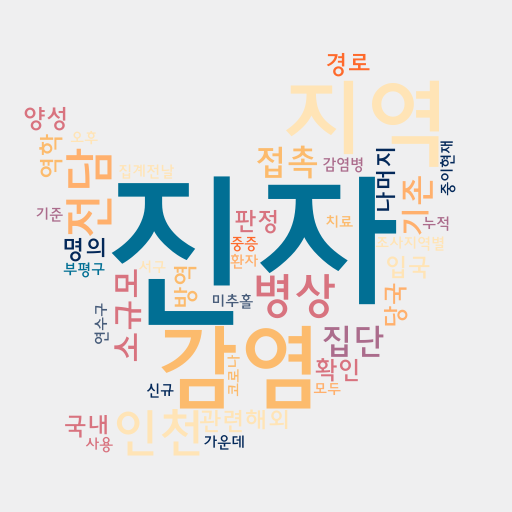 경로
지역
양성
오후
역학
전담
집계전날
접촉
감염병
나머지
중이현재
기존
기준
진자
판정
치료
누적
명의
중증
환자
조사지역별
부평구
서구
방역
입국
소규모
병상
미추홀
당국
연수구
감염
집단
확인
코로나
신규
모두
국내
인천
관련해외
사용
가운데